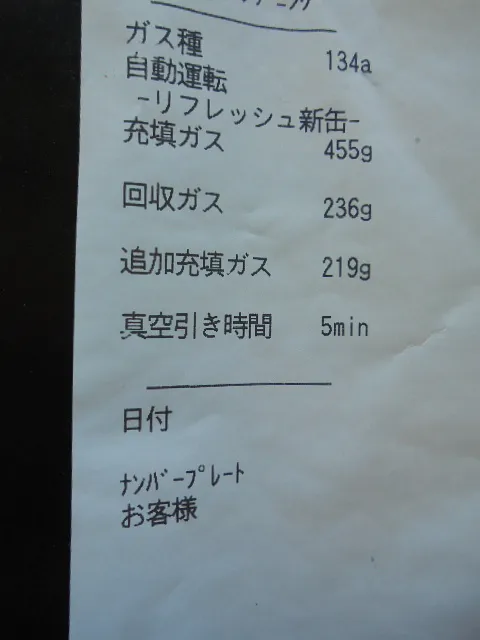 ガス種 134a
自動運転
-リフレッシュ新缶-
充填ガス 455g
回収ガス 236g
追加充填ガス 219g
真空引き時間 5min
日付
ﾅﾝﾊﾞｰﾌﾟﾚｰﾄ
お客様